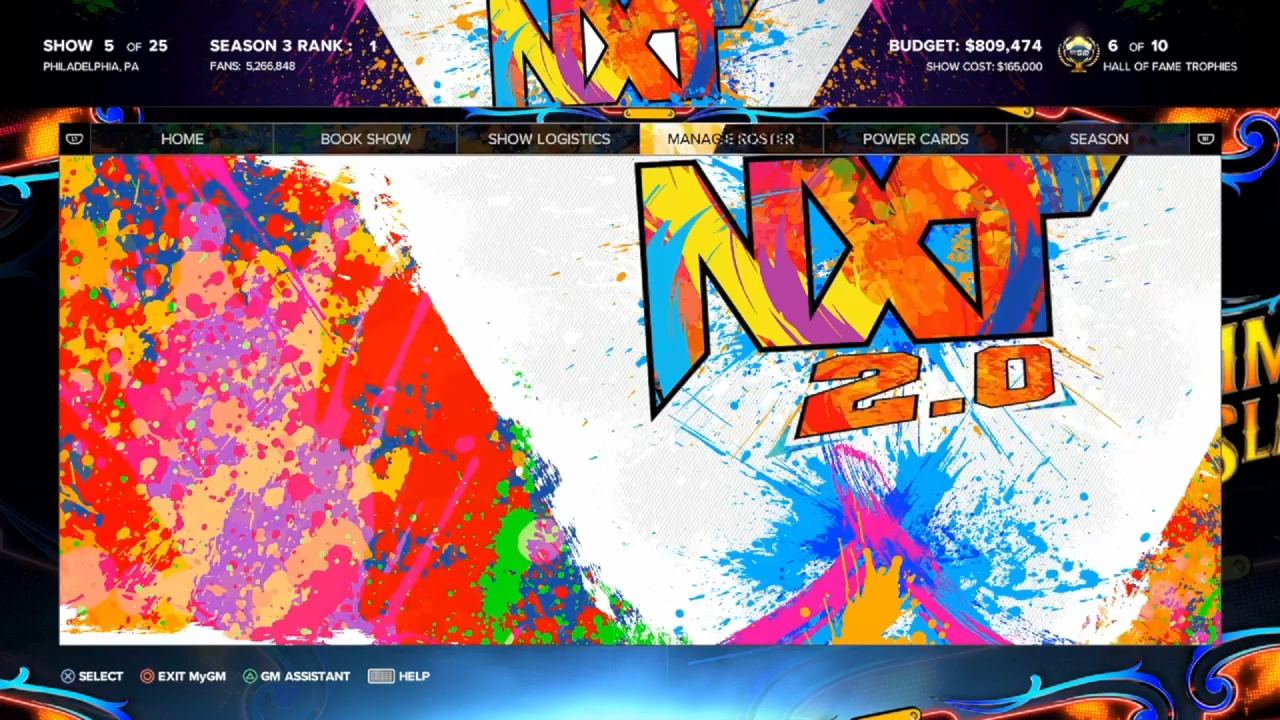 NXT
SHOW 5 OF 25
PHILADELPHIA, PA
SEASON 3 RANK : 1
FANS: 5,266,848
BUDGET: $809,474
SHOW COST: $165,000
6 OF 10
HALL OF FAME TROPHIES
HOME
BOOK SHOW
SHOW LOGISTICS
MANAGE ROSTER
POWER CARDS
SEASON
NXT
2.0
SELECT
EXIT MyGM
GM ASSISTANT
HELP